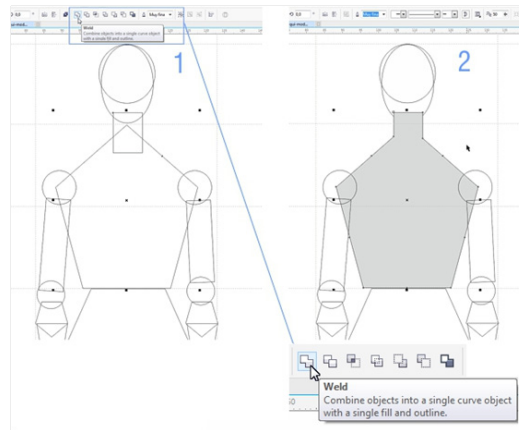 1
Weld
Combine objects into a single curve object
with a single fill and outline.
2
Weld
Combine objects into a single curve object
with a single fill and outline.